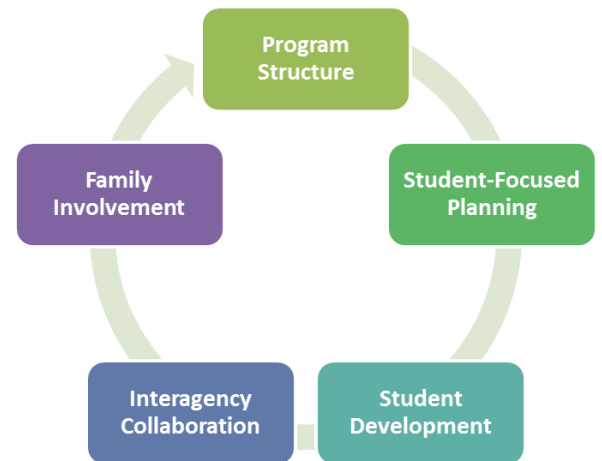 Program
Structure
Student-Focused
Planning
Student
Development
Interagency
Collaboration
Family
Involvement